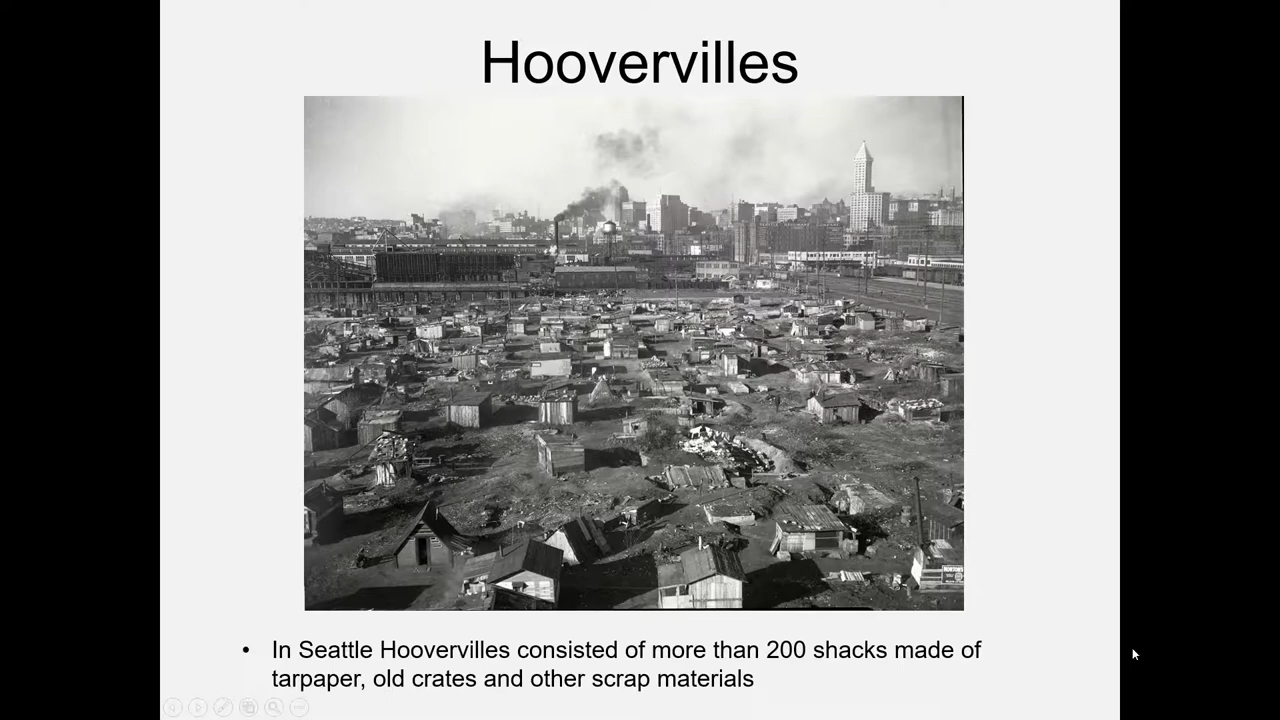 Hoovervilles
• In Seattle Hoovervilles consisted of more than 200 shacks made of
tarpaper, old crates and other scrap materials